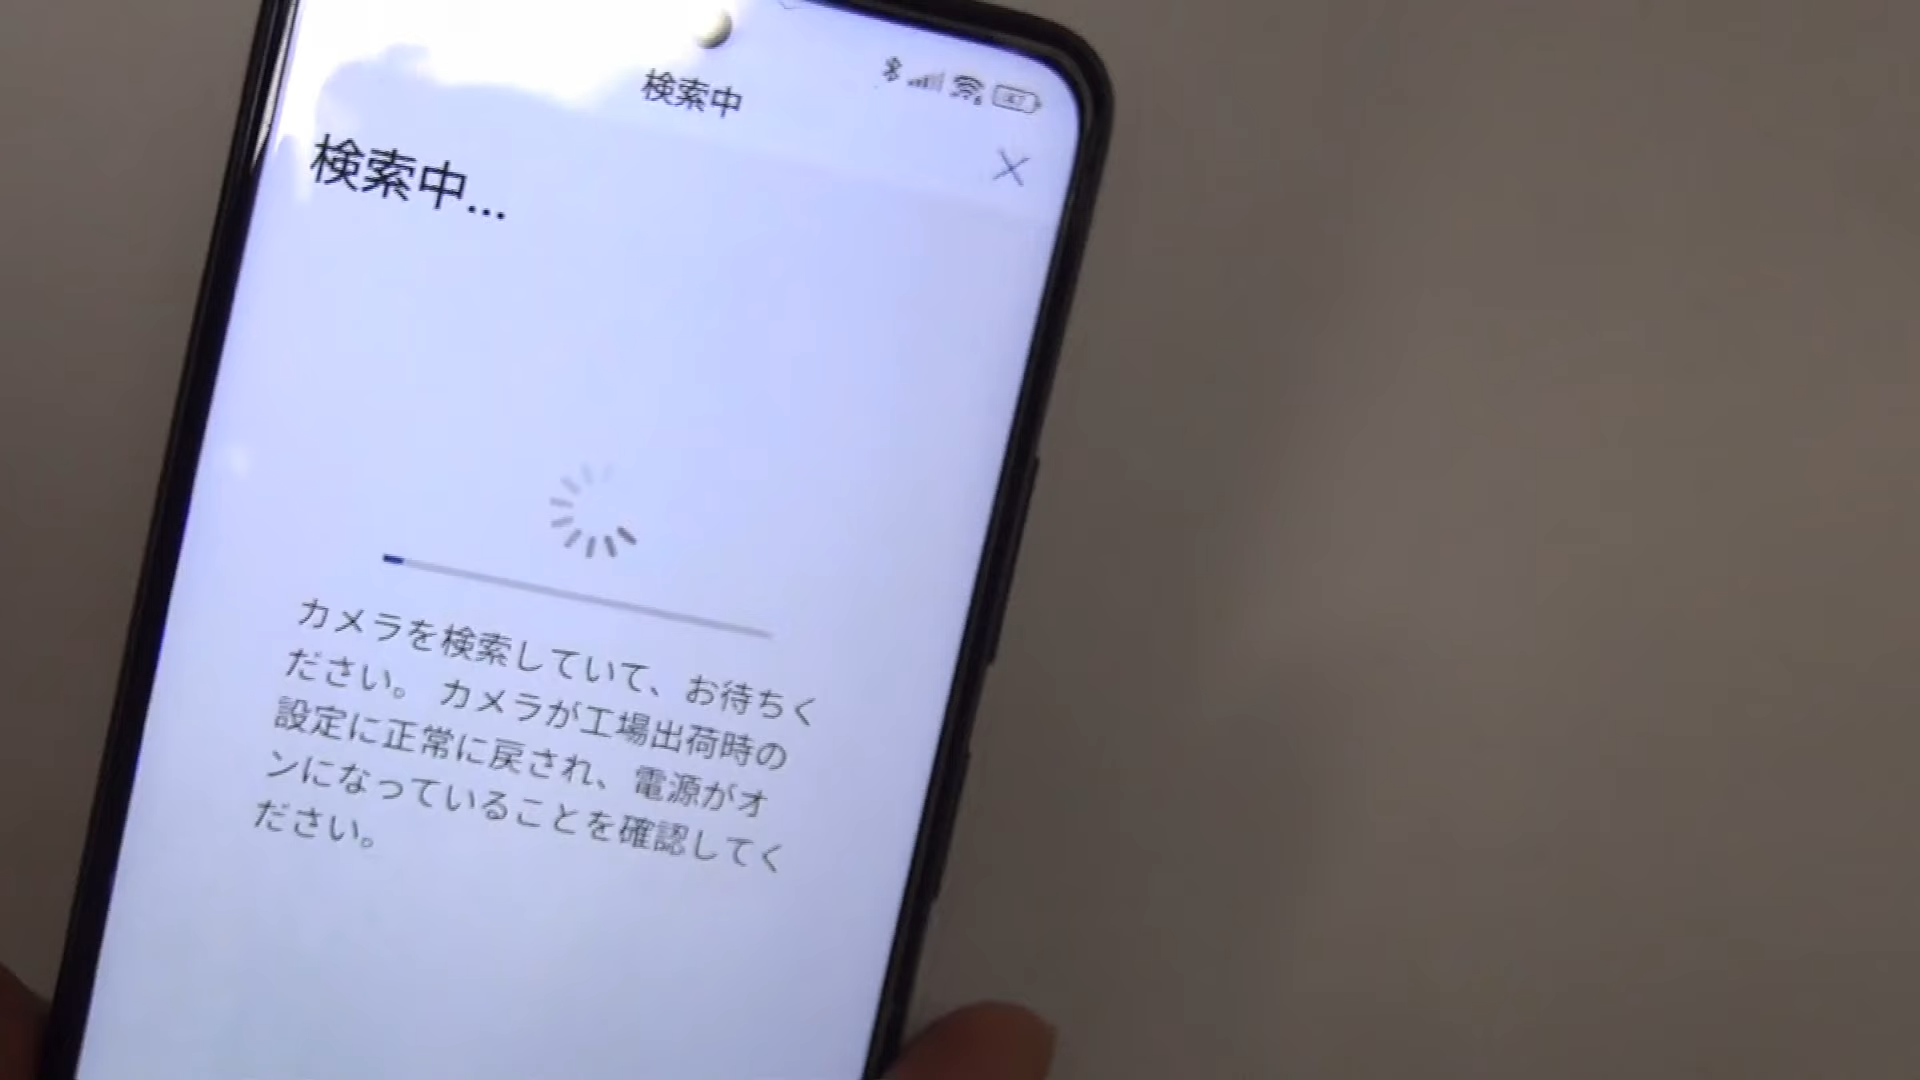 検索中
検索中...
カメラを検索していて、お待ちく
ださい。 カメラが工場出荷時の
設定に正常に戻され、電源がオ
ンになっていることを確認してく
ださい。